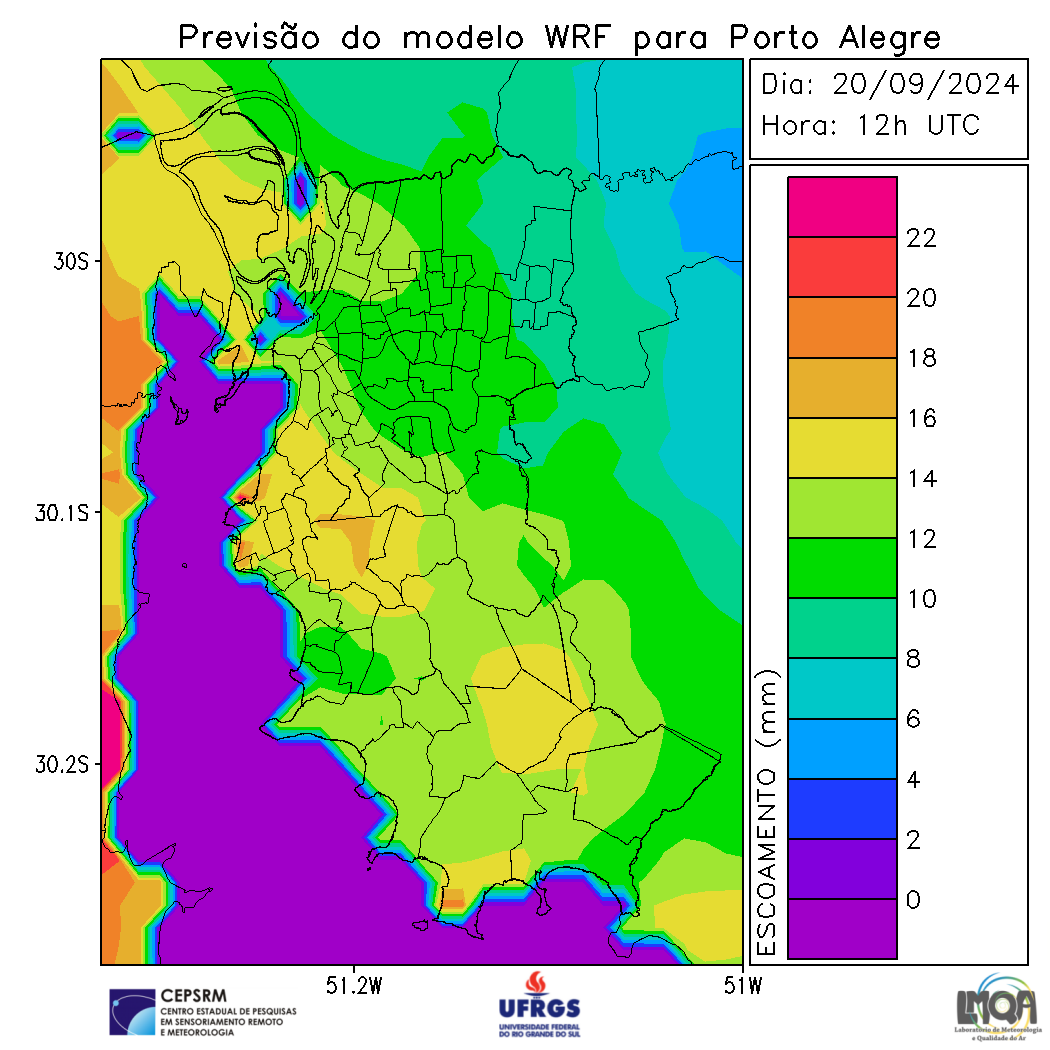 Previsão do modelo WRF para Porto Alegre
Dia: 20/09/2024
Hora: 12h UTC
30S
30.1S
30.2S
51.2W
51W
ESCOAMENTO (mm)
22
20
18
16
14
12
10
8
6
4
2
0
CEPSRM
CENTRO ESTADUAL DE PESQUISAS
EM SENSORIAMENTO REMOTO
E METEOROLOGIA
UFRGS
UNIVERSIDADE FEDERAL
DO RIO GRANDE DO SUL
LMQA
Laboratório de Meteorologia
e Qualidade do Ar